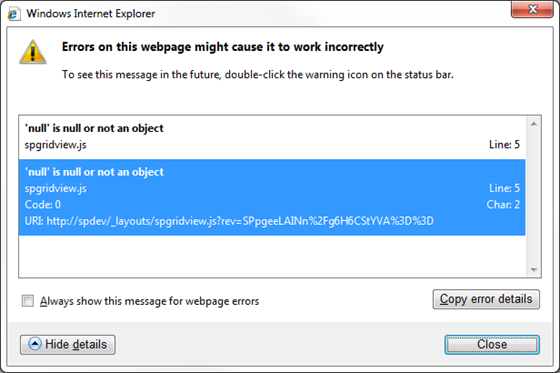 Windows Internet Explorer
Errors on this webpage might cause it to work incorrectly
To see this message in the future, double-click the warning icon on the status bar.
'null' is null or not an object
spgridview.js Line: 5
'null' is null or not an object
spgridview.js Line: 5
Code: 0 Char: 2
URI: http://spdev/_layouts/spgridview.js?rev=SPpgeeLAINn%2Fg6H6CStYVA%3D%3D
Always show this message for webpage errors
Copy error details
Hide details
Close